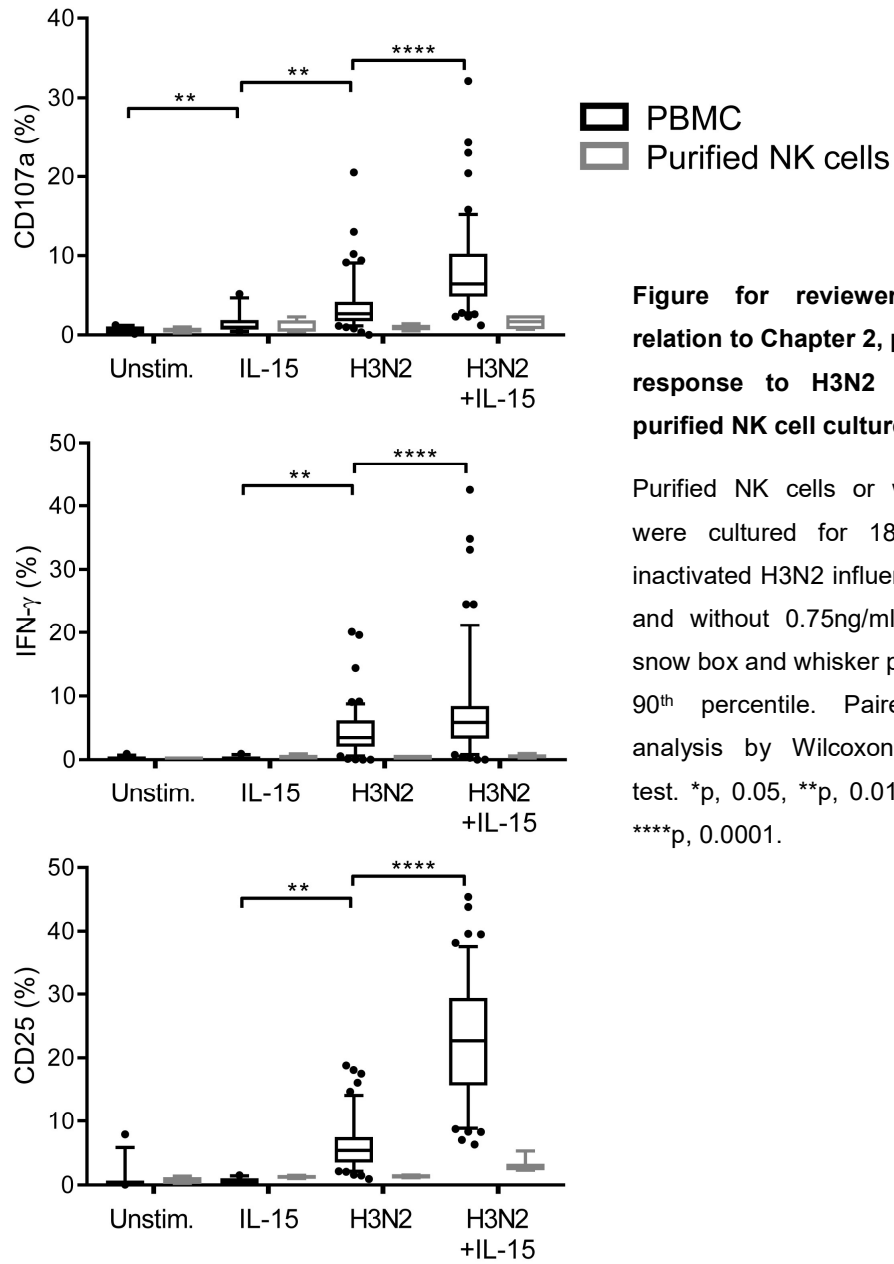 40
30
20
10
0
CD107a (%)
**
**
****
Unstim.
IL-15
H3N2
H3N2
+IL-15
PBMC
Purified NK cells
50
40
30
20
10
0
IFN-γ (%)
**
****
Unstim.
IL-15
H3N2
H3N2
+IL-15
50
40
30
20
10
0
CD25 (%)
**
****
Unstim.
IL-15
H3N2
H3N2
+IL-15
Figure for reviewer
relation to Chapter 2, p
response to H3N2
purified NK cell culture
Purified NK cells or w
were cultured for 18
inactivated H3N2 influen
and without 0.75ng/ml
snow box and whisker p
90th percentile. Paire
analysis by Wilcoxon
test. *p, 0.05, **p, 0.01
****p, 0.0001.